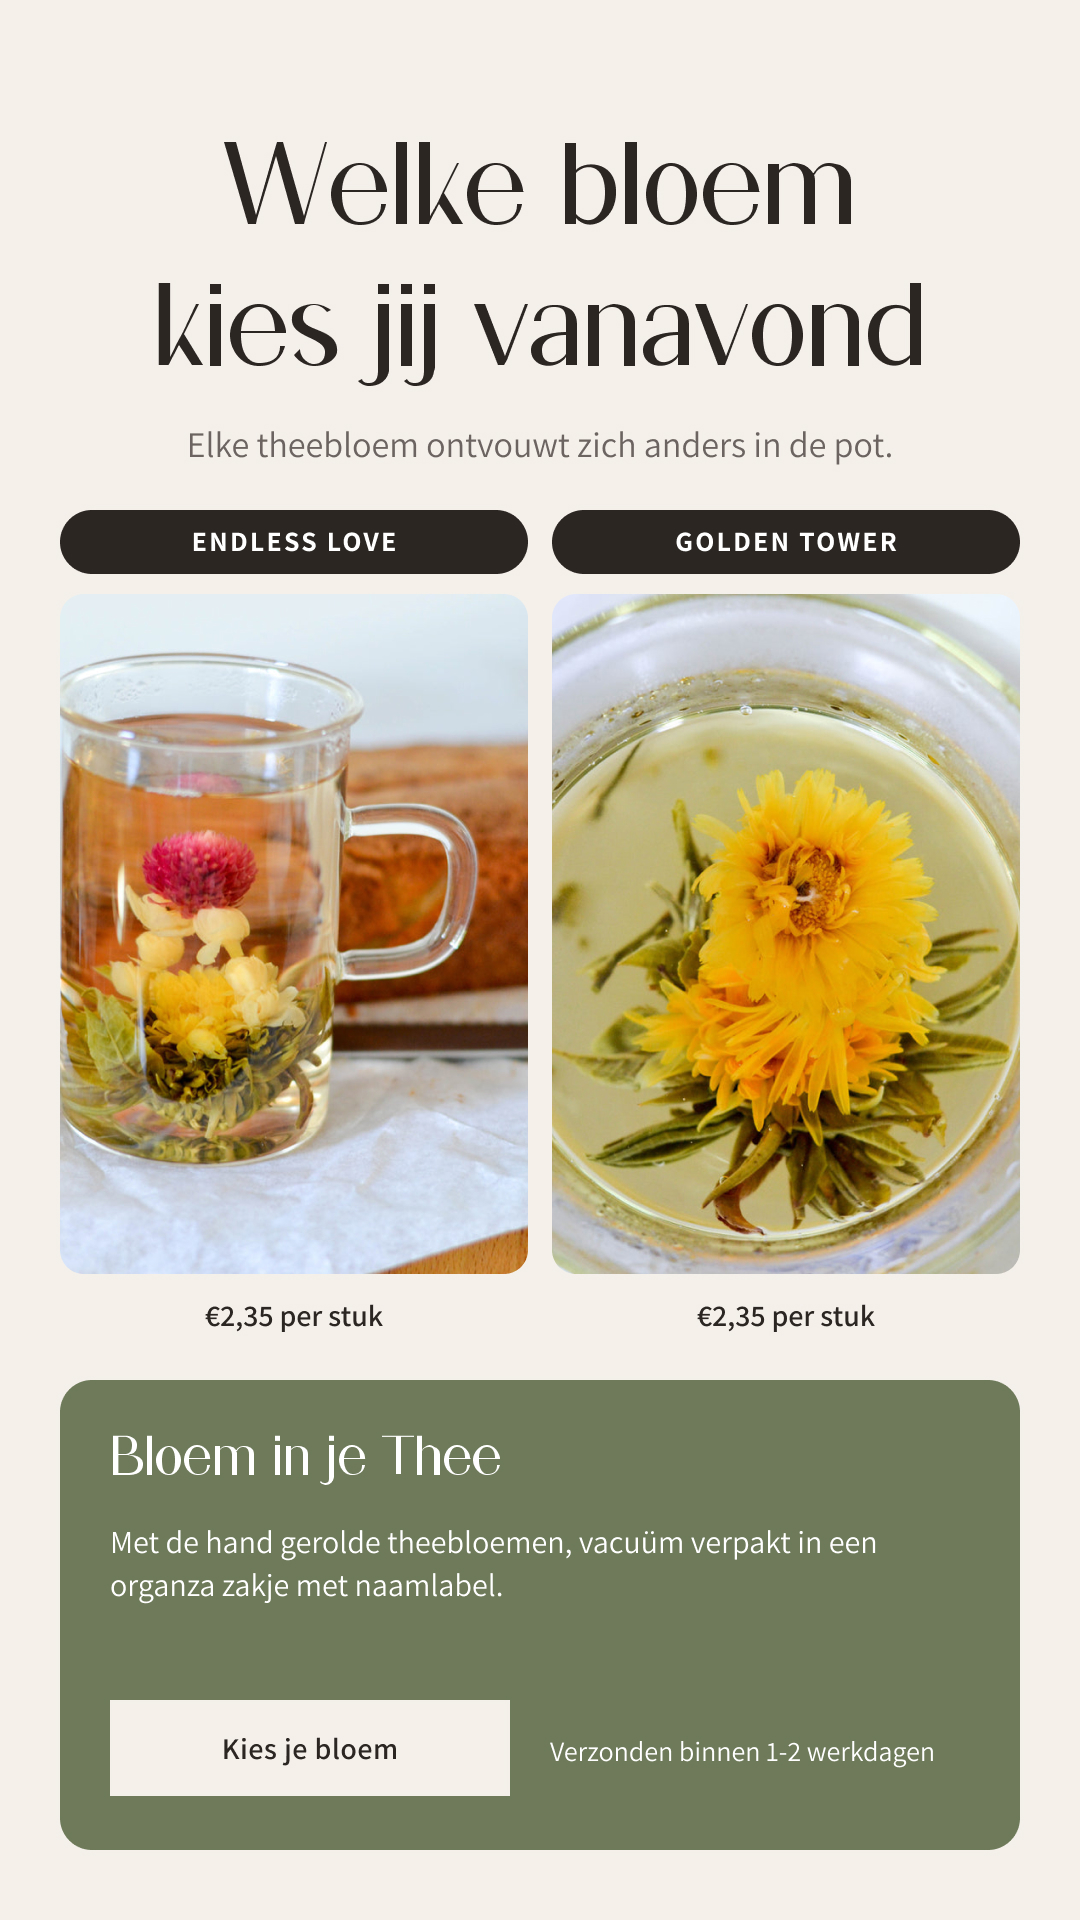 Welke bloem
kies jij vanavond
Elke theebloem ontvouwt zich anders in de pot.
ENDLESS LOVE
GOLDEN TOWER
€2,35 per stuk
€2,35 per stuk
Bloem in je Thee
Met de hand gerolde theebloemen, vacuüm verpakt in een
organza zakje met naamlabel.
Kies je bloem
Verzonden binnen 1-2 werkdagen